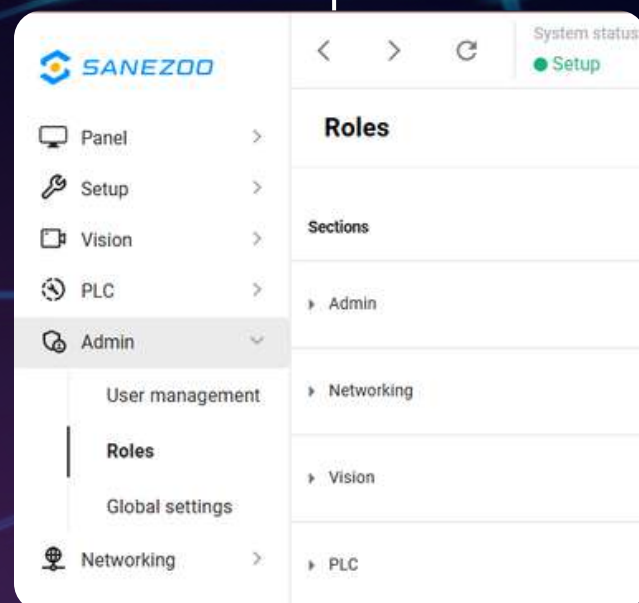 SANEZOO
Panel
Setup
Vision
PLC
Admin
User management
Roles
Global settings
Networking
System status
Setup
Roles
Sections
Admin
Networking
Vision
PLC